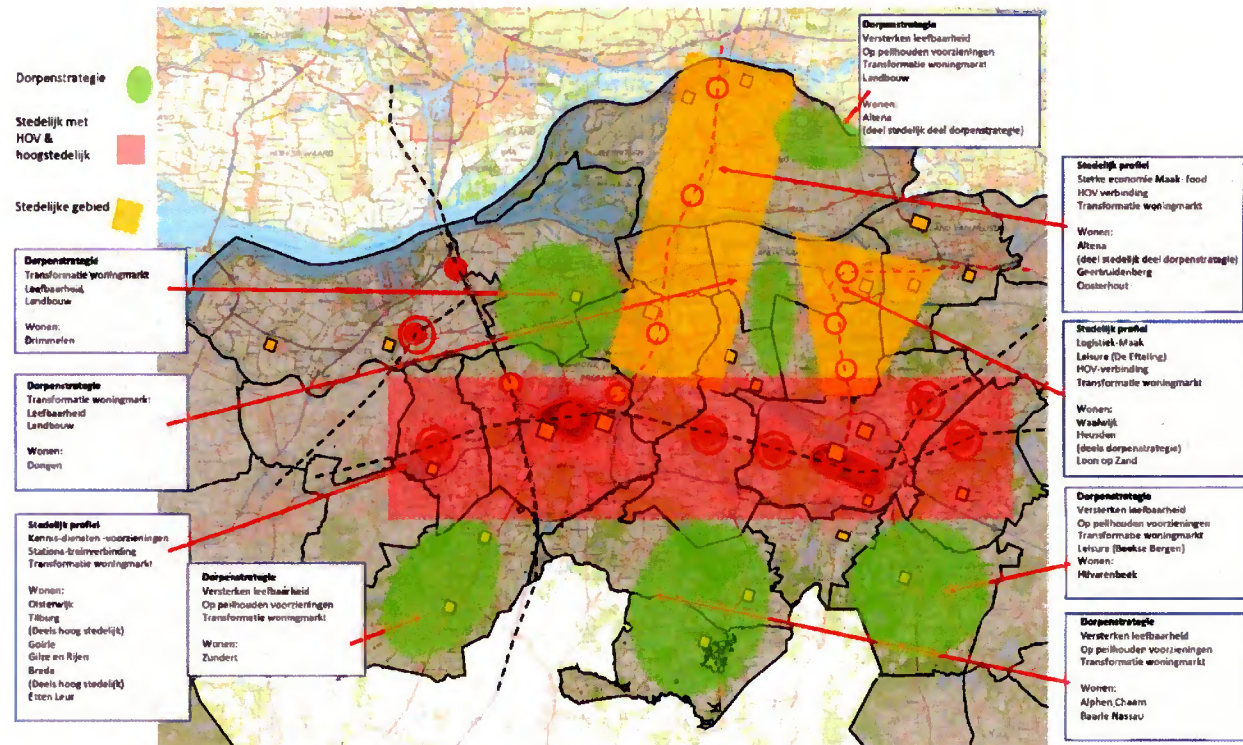 Dorpenstrategie
Stedelijk met
HOV &
hoogstedelijk
Stedelijke gebied
Dorpenstrategie
Versterken leefbaarheid
Op peilhouden voorzieningen
Transformatie woningmarkt
Landbouw
Wonen:
Altena
(deel stedelijk deel dorpenstrategie)
Stedelijk profiel
Sterke economie Maak- food
HOV verbinding
Transformatie woningmarkt
Wonen:
Altena
(deel stedelijk deel dorpenstrategie)
Geertruidenberg
Oosterhout
Dorpenstrategie
Transformatie woningmarkt
Leefbaarheid
Landbouw
Wonen:
Drimmelen
Stedelijk profiel
Logistiek-Maak
Leisure (De Efteling)
HOV-verbinding
Transformatie woningmarkt
Wonen:
Waalwijk
Heusden
(deels dorpenstrategie)
Loon op Zand
Dorpenstrategie
Transformatie woningmarkt
Leefbaarheid
Landbouw
Wonen:
Dongen
Dorpenstrategie
Versterken leefbaarheid
Op peilhouden voorzieningen
Transformatie woningmarkt
Leisure (Beekse Bergen)
Wonen:
Hilvarenbeek
Stedelijk profiel
Kennis-diensten -voorzieningen
Stations-treinverbinding
Transformatie woningmarkt
Wonen:
Oisterwijk
Tilburg
(Deels hoog stedelijk)
Goirle
Gilze en Rijen
Breda
(Deels hoog stedelijk)
Etten Leur
Dorpenstrategie
Versterken leefbaarheid
Op peilhouden voorzieningen
Transformatie woningmarkt
Wonen:
Zundert
Dorpenstrategie
Versterken leefbaarheid
Op peilhouden voorzieningen
Transformatie woningmarkt
Wonen:
Alphen Chaam
Baarle Nassau